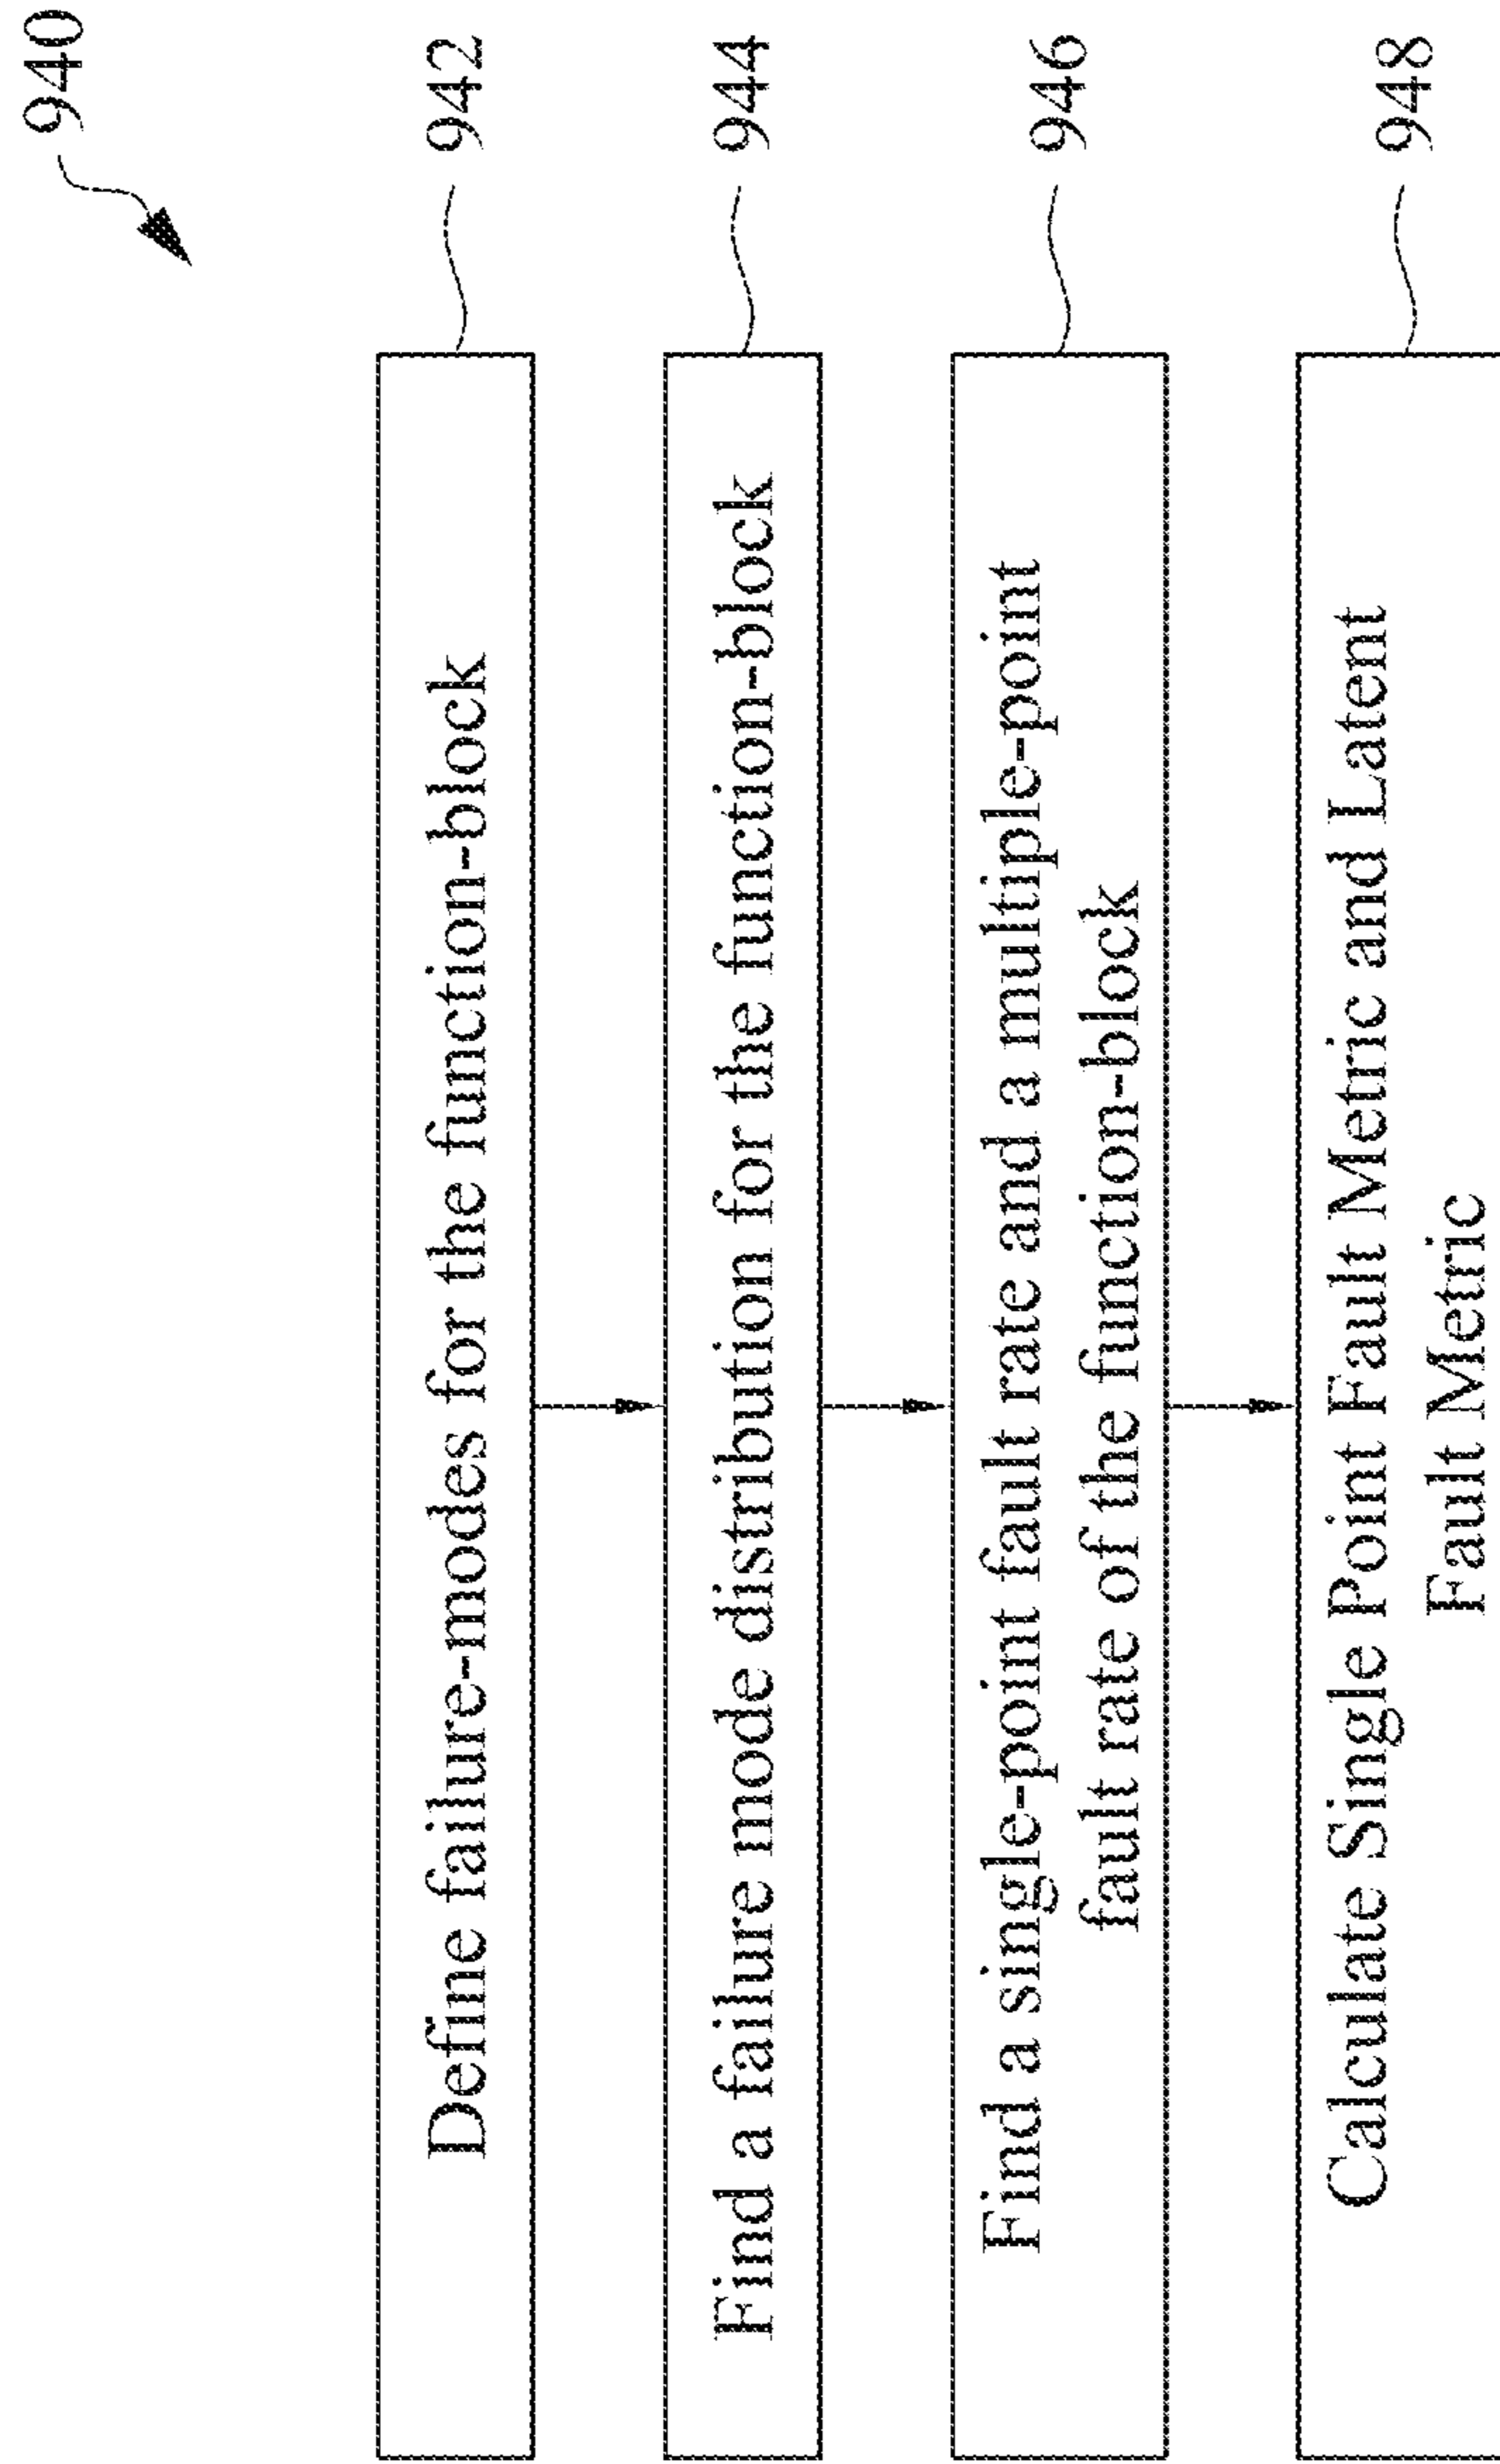 940
Define failure-modes for the function-block
942
Find a failure mode distribution for the function-block
944
Find a single-point fault rate and a multiple-point
fault rate of the function-block
946
Calculate Single Point Fault Metric and Latent
Fault Metric
948